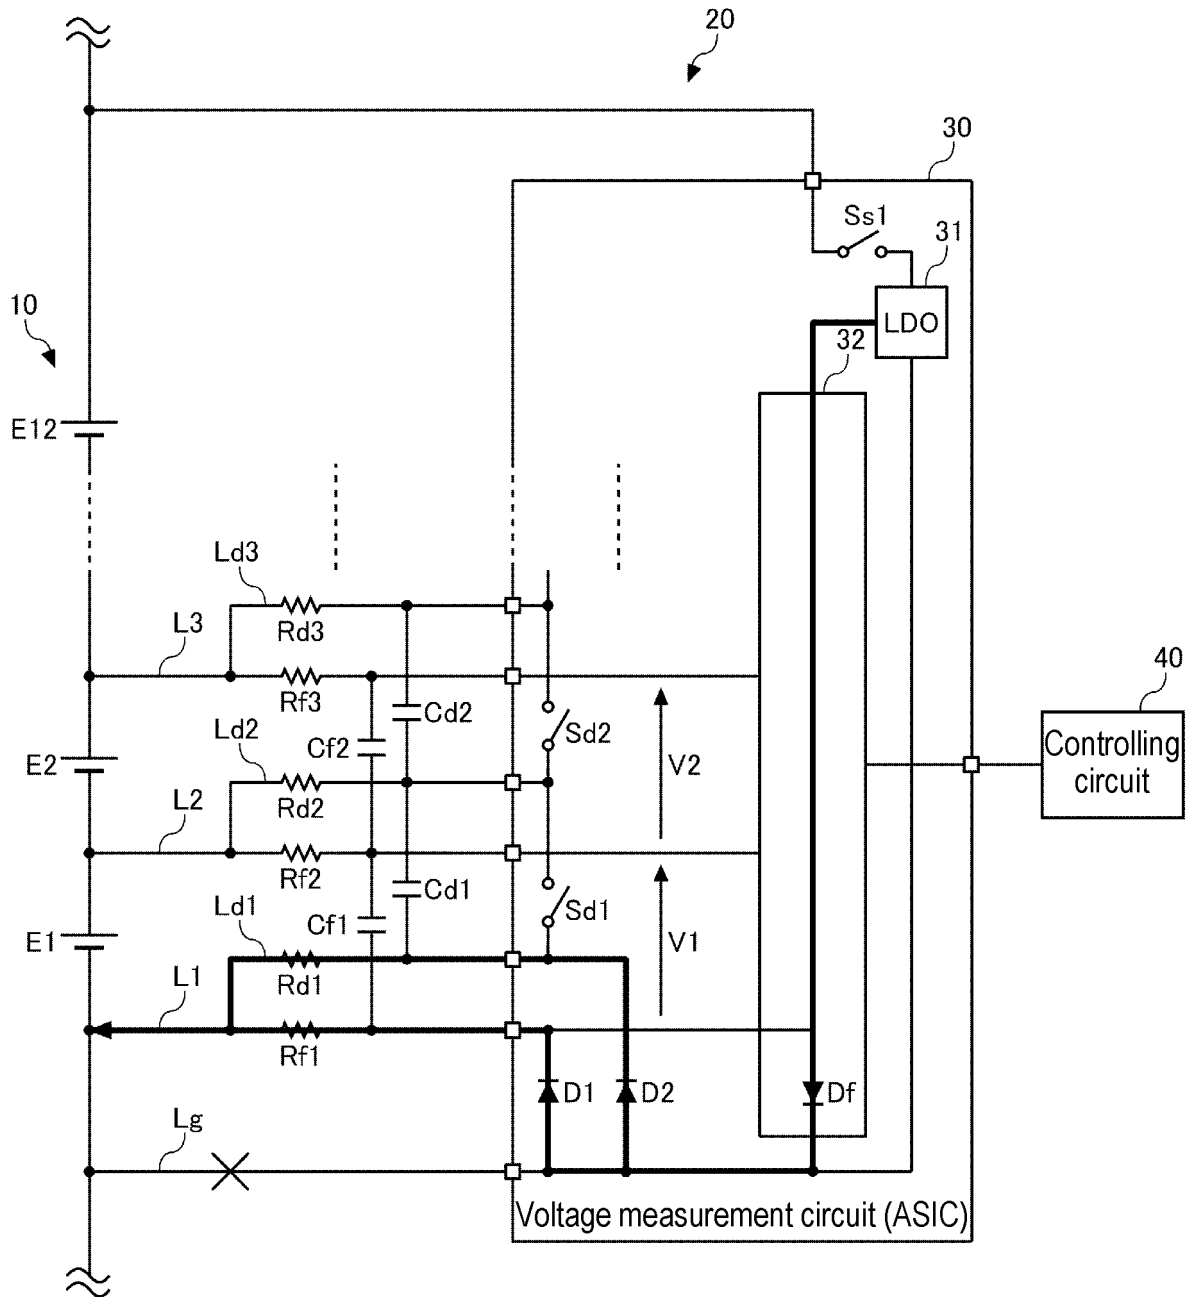 20
30
Ss1
31
10
LDO
32
E12
Ld3
L3
Rd3
40
Rf3
Cd2
Ld2
Sd2
Controlling
circuit
Cf2
V2
E2
Rd2
L2
Rf2
Cd1
Ld1
Sd1
Cf1
V1
E1
Rd1
L1
Rf1
D1
D2
Df
Lg
Voltage measurement circuit (ASIC)